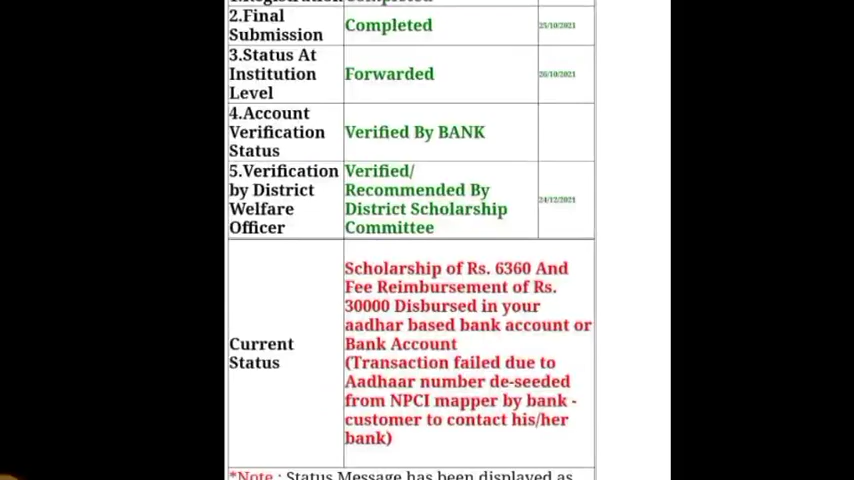 2.Final
Submission
Completed
25/10/2021
3.Status At
Institution
Level
Forwarded
26/10/2021
4.Account
Verification
Status
Verified By BANK
5.Verification
by District
Welfare
Officer
Verified/
Recommended By
District Scholarship
Committee
24/12/2021
Current
Status
Scholarship of Rs. 6360 And
Fee Reimbursement of Rs.
30000 Disbursed in your
aadhar based bank account or
Bank Account
(Transaction failed due to
Aadhaar number de-seeded
from NPCI mapper by bank -
customer to contact his/her
bank)
*Note : Status Message has been displayed as